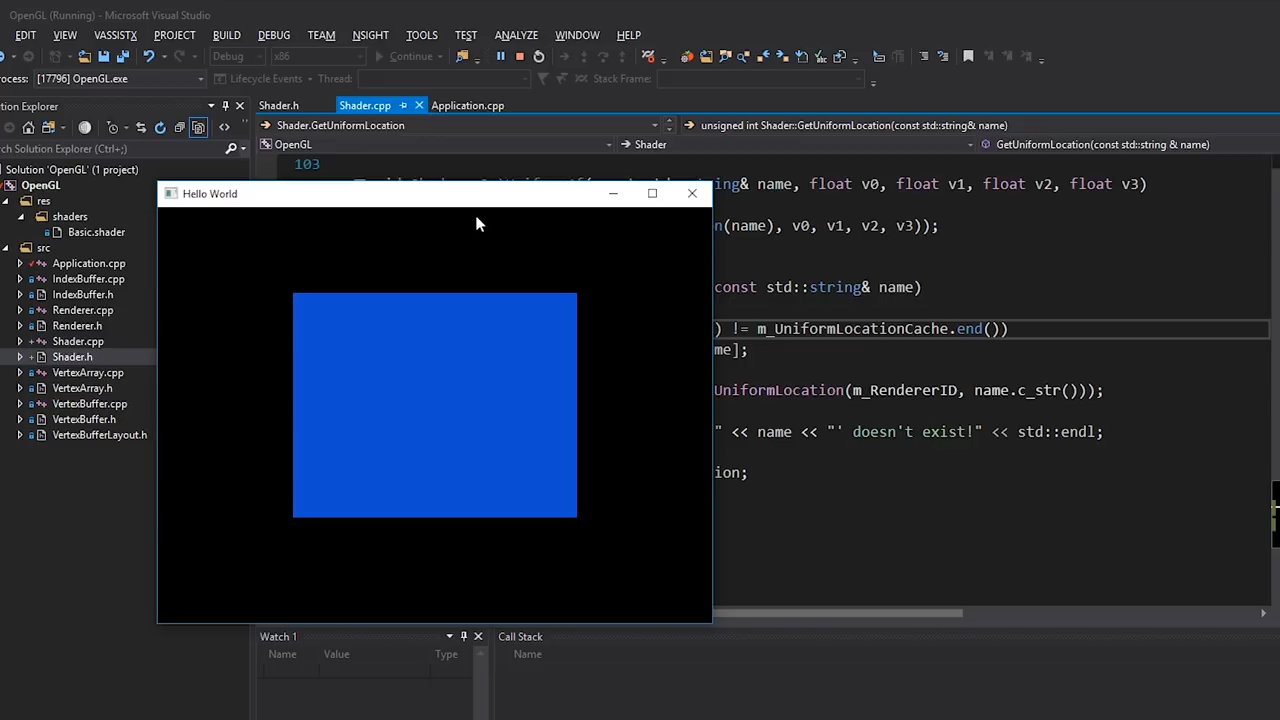 OpenGL (Running) - Microsoft Visual Studio
EDIT VIEW VASSISTX PROJECT BUILD DEBUG TEAM NSIGHT TOOLS TEST ANALYZE WINDOW HELP
Debug x86 Continue
ocess: [17796] OpenGL.exe Lifecycle Events Thread: Stack Frame:
ution Explorer
Shader.h Shader.cpp Application.cpp
Shader.GetUniformLocation unsigned int Shader::GetUniformLocation(const std::string& name)
OpenGL Shader GetUniformLocation(const std::string & name)
rch Solution Explorer (Ctrl+;)
Solution 'OpenGL' (1 project)
OpenGL
res
shaders
Basic.shader
src
Application.cpp
IndexBuffer.cpp
IndexBuffer.h
Renderer.cpp
Renderer.h
Shader.cpp
Shader.h
VertexArray.cpp
VertexArray.h
VertexBuffer.cpp
VertexBuffer.h
VertexBufferLayout.h
103
ing& name, float v0, float v1, float v2, float v3)
Hello World
n(name), v0, v1, v2, v3));
const std::string& name)
) != m_UniformLocationCache.end())
me];
UniformLocation(m_RendererID, name.c_str()));
" << name << "' doesn't exist!" << std::endl;
ion;
Watch 1
Name Value Type
Call Stack
Name